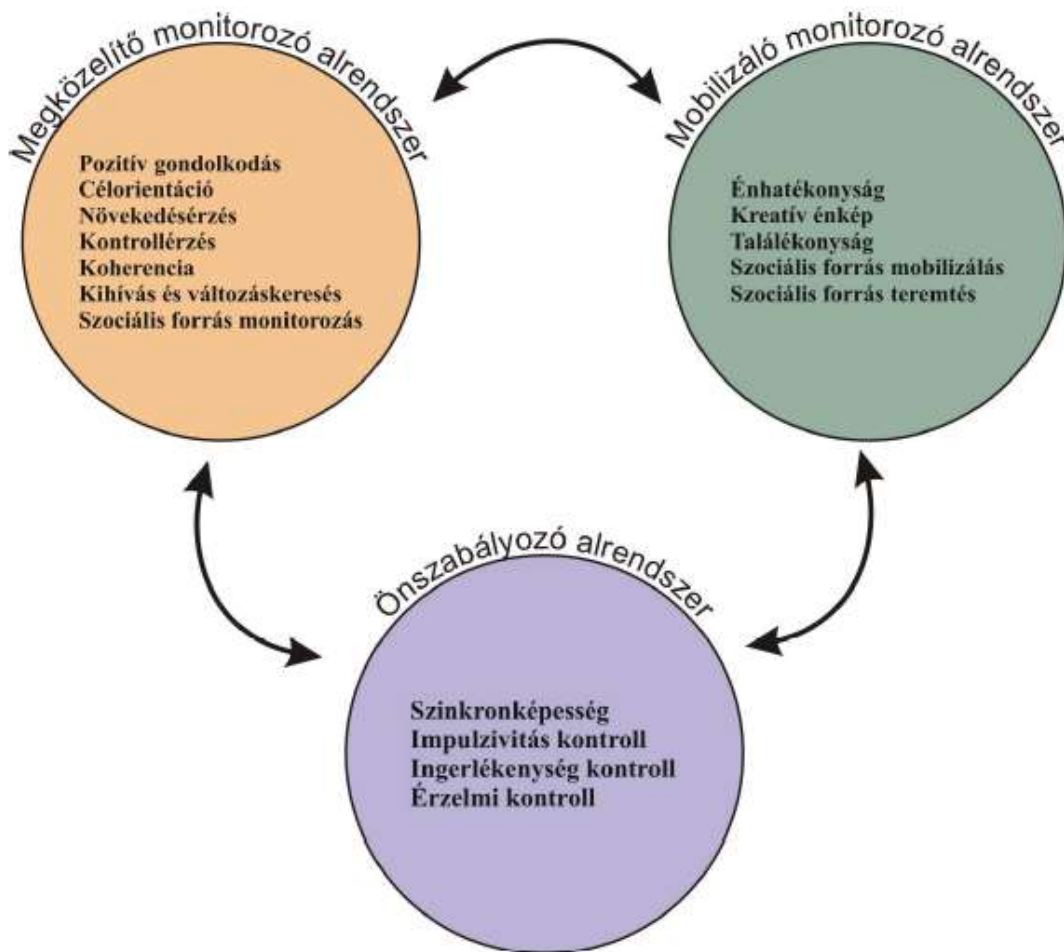 Megközelítő monitorozó alrendszer
Pozitív gondolkodás
Célorientáció
Növekedésérzés
Kontrollérzés
Koherencia
Kihívás és változáskeresés
Szociális forrás monitorozás
Mobilizáló monitorozó alrendszer
Énhatékonyság
Kreatív énkép
Találékonyság
Szociális forrás mobilizálás
Szociális forrás teremtés
Önszabályozó alrendszer
Szinkronképesség
Impulzivitás kontroll
Ingerlékenység kontroll
Érzelmi kontroll